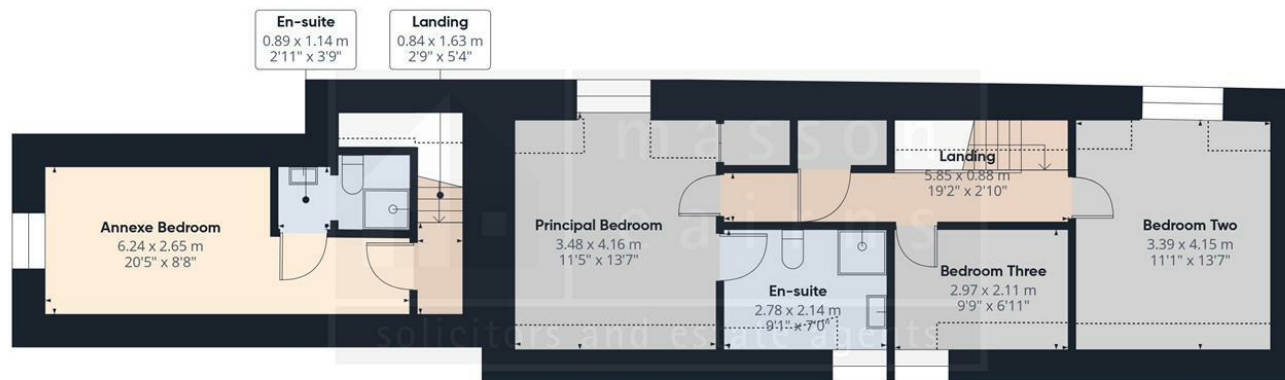 En-suite
0.89 x 1.14 m
2'11" x 3'9"
Landing
0.84 x 1.63 m
2'9" x 5'4"
Annexe Bedroom
6.24 x 2.65 m
20'5" x 8'8"
Principal Bedroom
3.48 x 4.16 m
11'5" x 13'7"
Landing
5.85 x 0.88 m
19'2" x 2'10"
En-suite
2.78 x 2.14 m
9'1" x 7'0"
Bedroom Three
2.97 x 2.11 m
9'9" x 6'11"
Bedroom Two
3.39 x 4.15 m
11'1" x 13'7"
masson
cairns
solicitors and estate agents